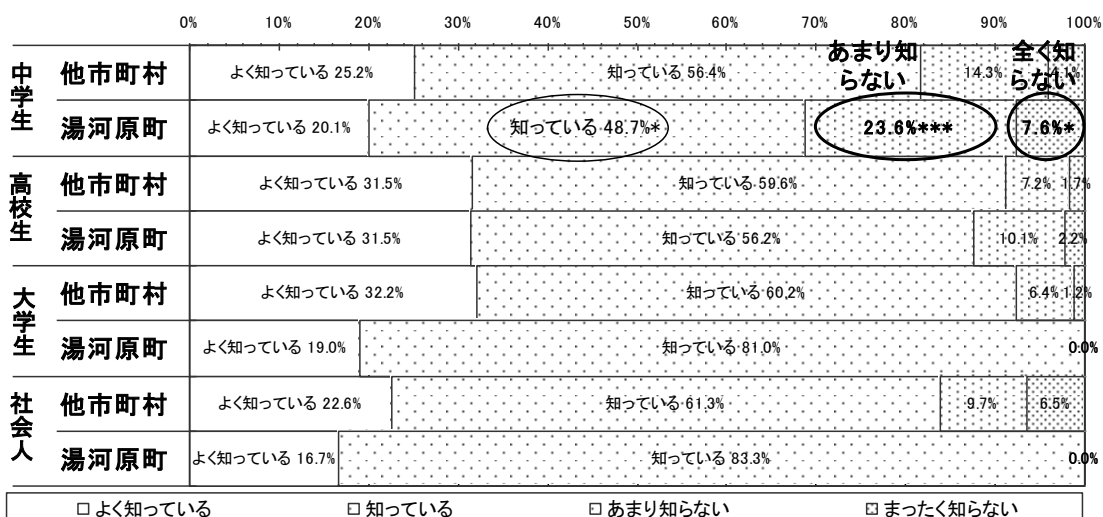 0% 10% 20% 30% 40% 50% 60% 70% 80% 90% 100%
あまり知
らない
全く知
らない
中学生
他市町村 よく知っている 25.2% 知っている 56.4% 14.3% 4.1%
湯河原町 よく知っている 20.1% 知っている 48.7%* 23.6%*** 7.6%*
高校生
他市町村 よく知っている 31.5% 知っている 59.6% 7.2% 1.7%
湯河原町 よく知っている 31.5% 知っている 56.2% 10.1% 2.2%
大学生
他市町村 よく知っている 32.2% 知っている 60.2% 6.4% 1.2%
湯河原町 よく知っている 19.0% 知っている 81.0% 0.0%
社会人
他市町村 よく知っている 22.6% 知っている 61.3% 9.7% 6.5%
湯河原町 よく知っている 16.7% 知っている 83.3% 0.0%
よく知っている 知っている あまり知らない まったく知らない